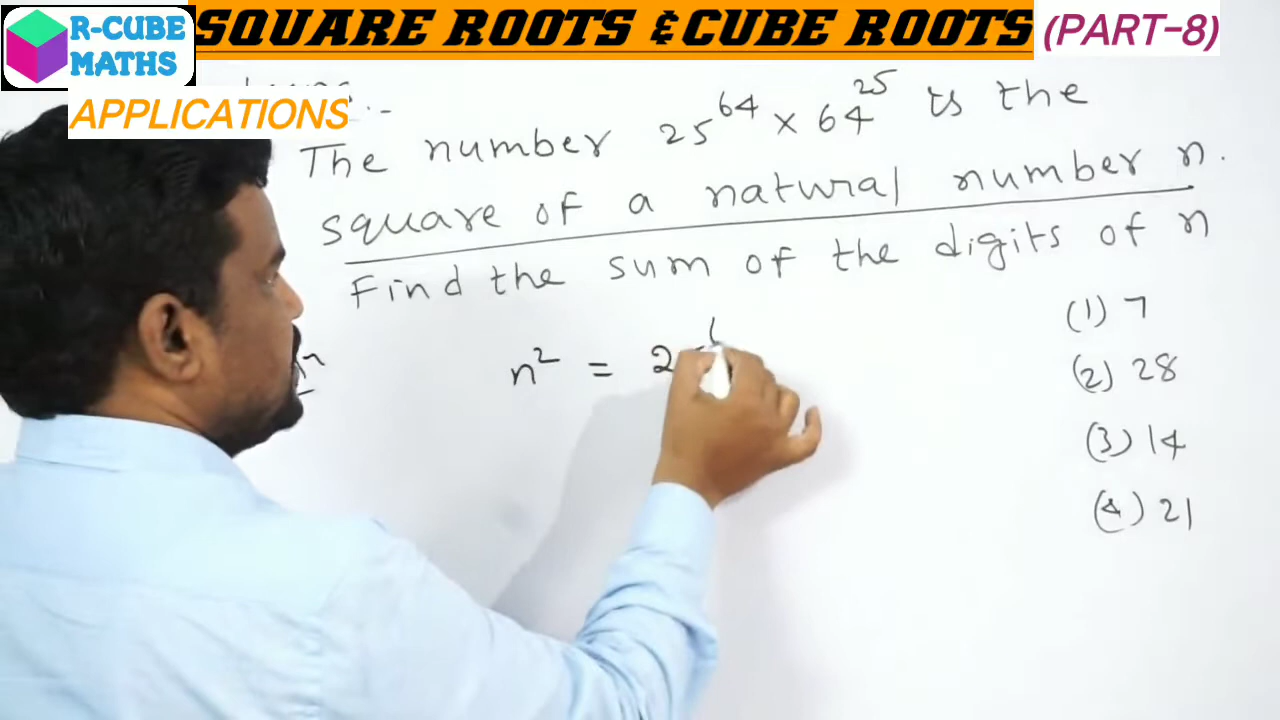 R-CUBE
MATHS
SQUARE ROOTS & CUBE ROOTS (PART-8)
APPLICATIONS
The number 25^64 × 64^25 is the
square of a natural number n.
Find the sum of the digits of n
n² = 2
(1) 7
(2) 28
(3) 14
(4) 21